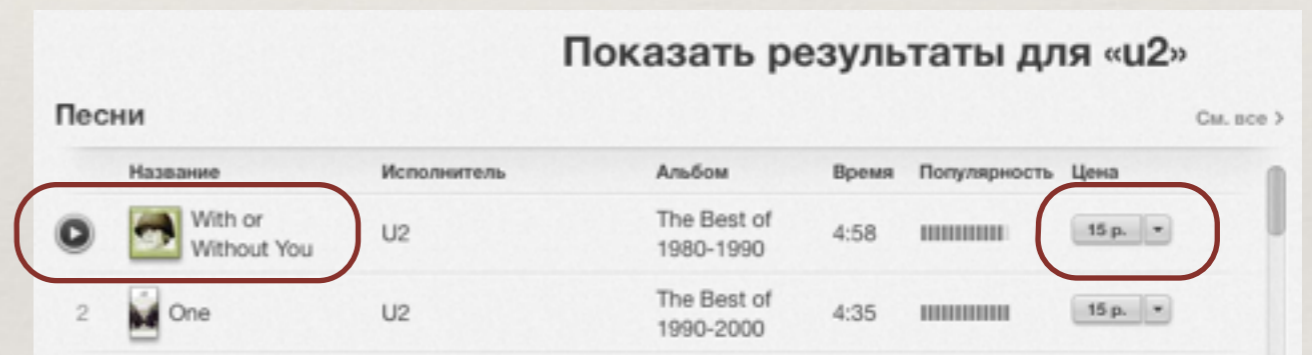 Показать результаты для «u2»
Песни
См. все >
Название Исполнитель Альбом Время Популярность Цена
With or
Without You
U2
The Best of
1980-1990
4:58
15 р.
2 One U2
The Best of
1990-2000
4:35
15 р.